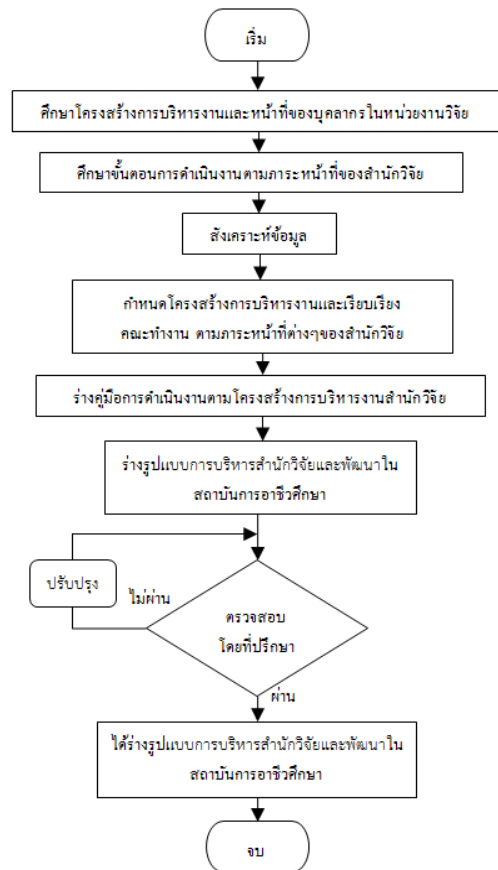 เริ่ม
ศึกษาโครงสร้างการบริหารงานและหน้าที่ของบุคลากรในหน่วยงานวิจัย
ศึกษาขั้นตอนการดำเนินงานตามภาระหน้าที่ของสำนักวิจัย
สังเคราะห์ข้อมูล
กำหนดโครงสร้างการบริหารงานและเรียบเรียง
คณะทำงาน ตามภาระหน้าที่ต่างๆของสำนักวิจัย
ร่างคู่มือการดำเนินงานตามโครงสร้างการบริหารงานสำนักวิจัย
ร่างรูปแบบการบริหารสำนักวิจัยและพัฒนาใน
สถาบันการอาชีวศึกษา
ปรับปรุง
ไม่ผ่าน
ตรวจสอบ
โดยที่ปรึกษา
ผ่าน
ได้ร่างรูปแบบการบริหารสำนักวิจัยและพัฒนาใน
สถาบันการอาชีวศึกษา
จบ